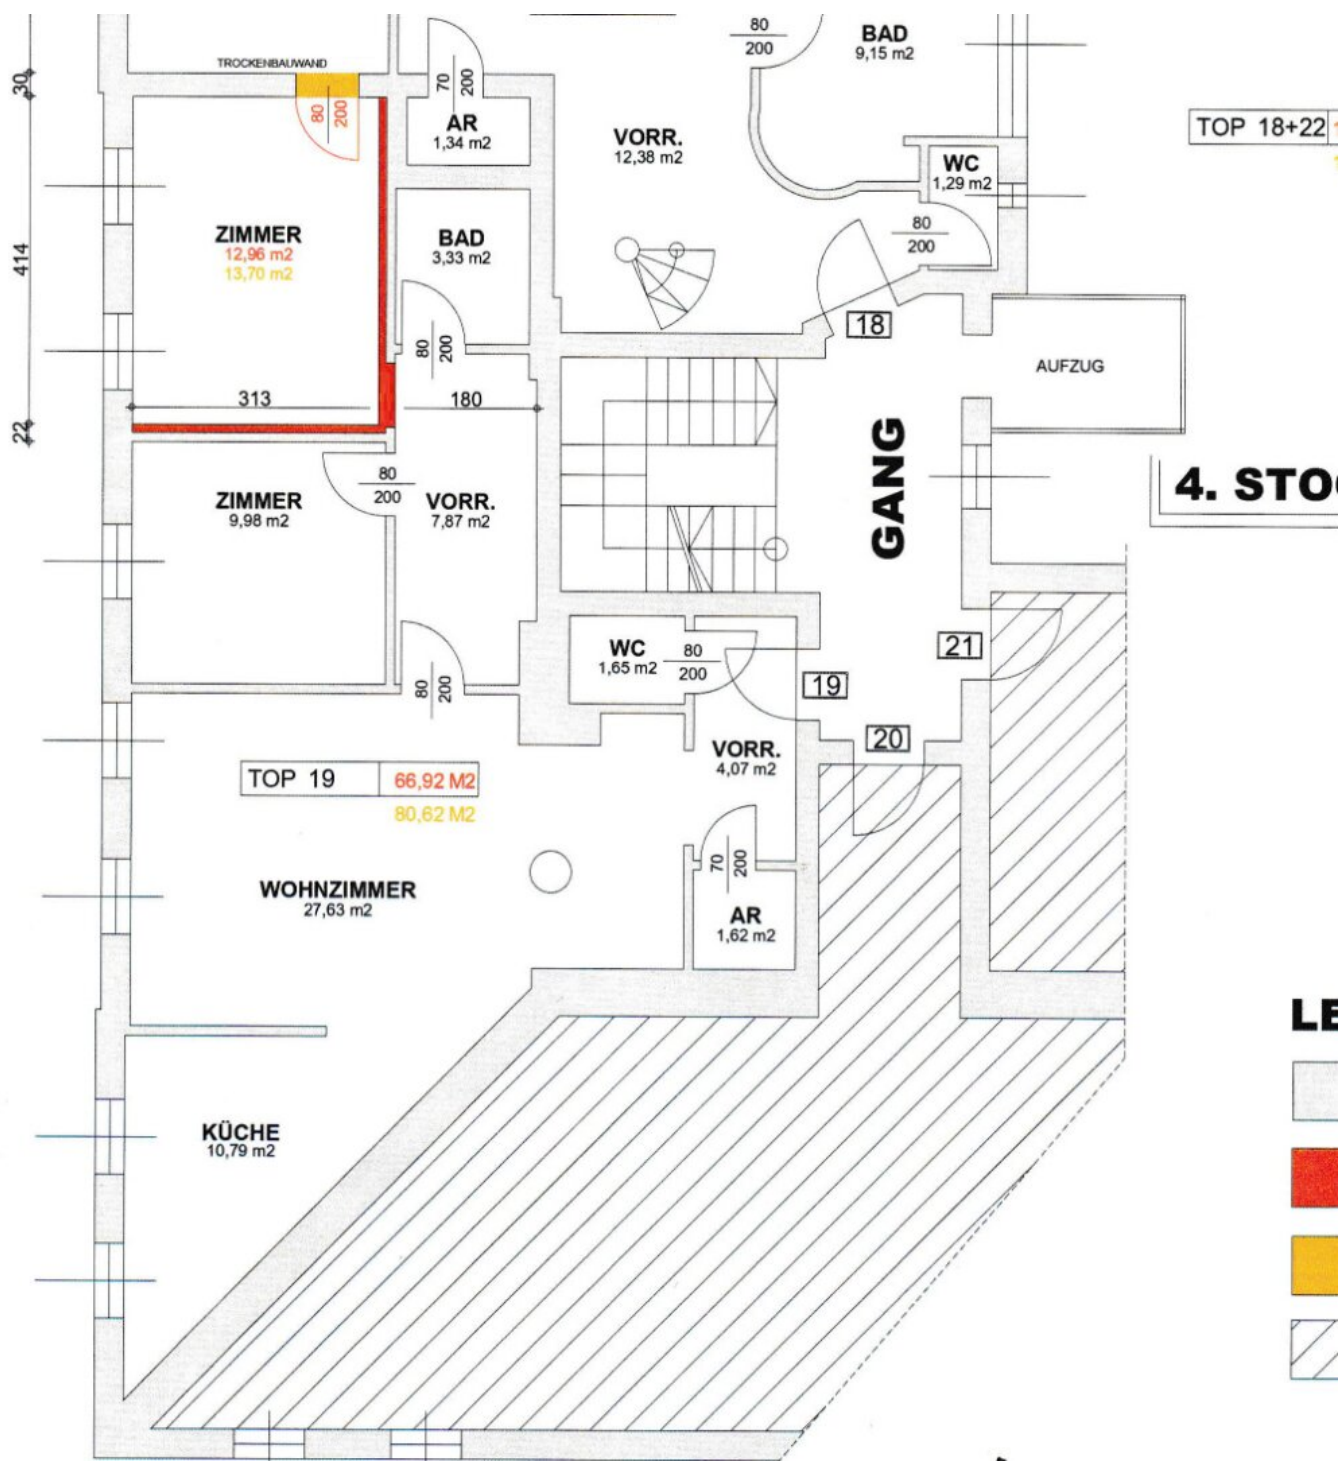 80
200
BAD
9,15 m2
TROCKENBAUWAND
30
70
200
80
200
AR
1,34 m2
VORR.
12,38 m2
TOP 18+22
WC
1,29 m2
ZIMMER
12,96 m2
13,70 m2
BAD
3,33 m2
80
200
414
18
80
200
AUFZUG
313
180
22
GANG
80
200
ZIMMER
9,98 m2
VORR.
7,87 m2
4. STO
WC
1,65 m2
80
200
21
80
200
19
20
VORR.
4,07 m2
TOP 19
66,92 M2
80,62 M2
70
200
WOHNZIMMER
27,63 m2
AR
1,62 m2
LE
KÜCHE
10,79 m2